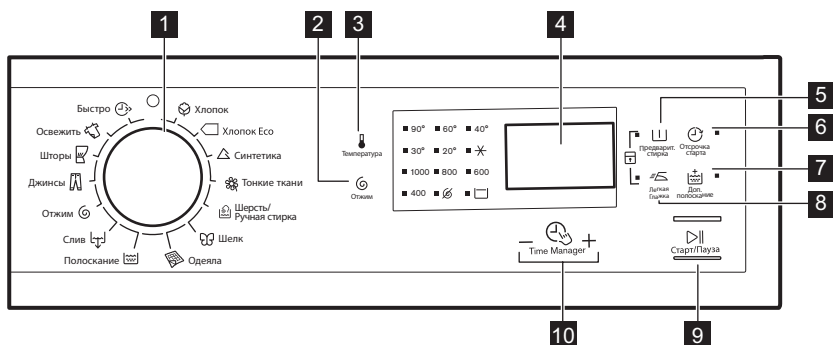 1
2
3
4
5
6
7
8
9
10
Быстро
Освежить
Шторы
Джинсы
Отжим
Слив
Полоскание
Хлопок
Хлопок Eco
Синтетика
Тонкие ткани
Шерсть/
Ручная стирка
Шелк
Одеяла
Температура
Отжим
90° 60° 40°
30° 20°
1000 800 600
400
Предварит.
стирка
Отсрочка
старта
Легкая
Глажка
Доп.
полоскание
Time Manager
Старт/Пауза